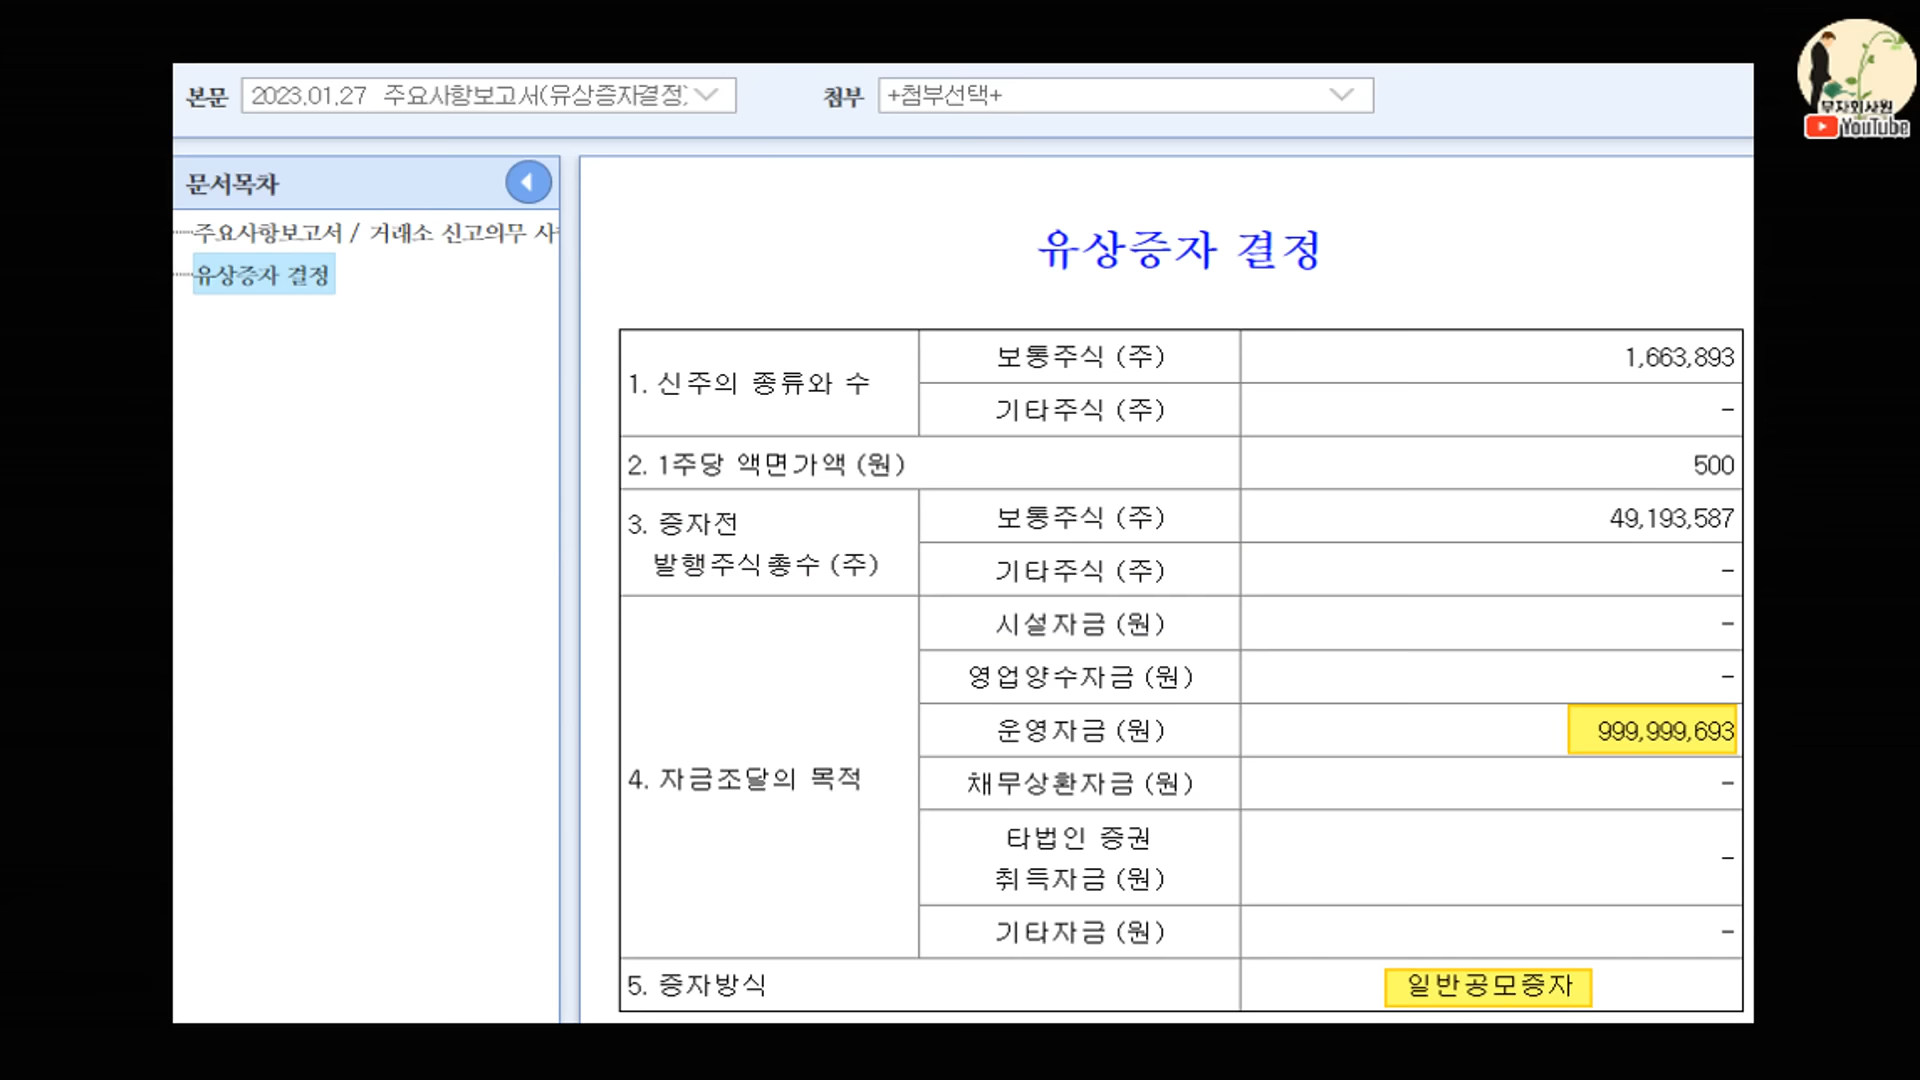 본문 2023.01.27 주요사항보고서(유상증자결정) 첨부 +첨부선택+
부자회사원
YouTube
문서목차
주요사항보고서 / 거래소 신고의무
유상증자 결정
유상증자 결정
1. 신주의 종류와 수
보통주식 (주) 1,663,893
기타주식 (주) -
2. 1주당 액면가액 (원) 500
3. 증자전
발행주식총수 (주)
보통주식 (주) 49,193,587
기타주식 (주) -
4. 자금조달의 목적
시설자금 (원) -
영업양수자금 (원) -
운영자금 (원) 999,999,693
채무상환자금 (원) -
타법인 증권
취득자금 (원) -
기타자금 (원) -
5. 증자방식 일반공모증자